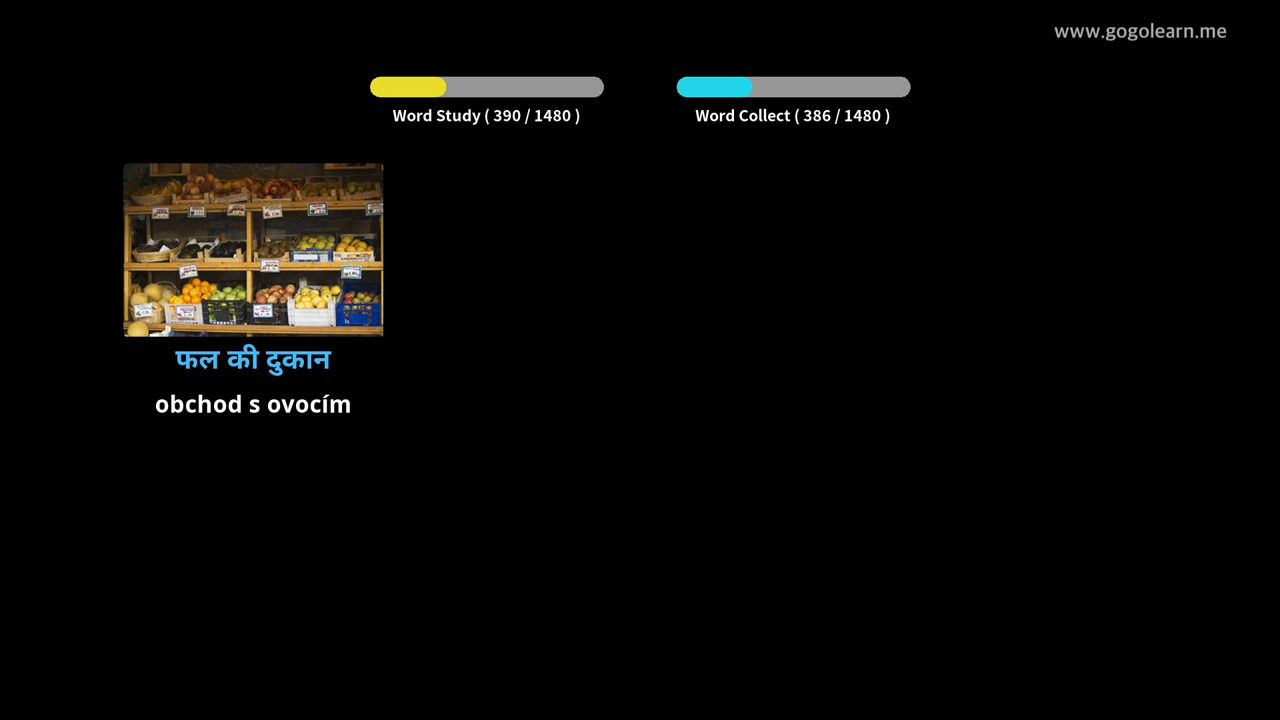 www.gogolearn.me
Word Study ( 390 / 1480 )
Word Collect ( 386 / 1480 )
फल की दुकान
obchod s ovocím